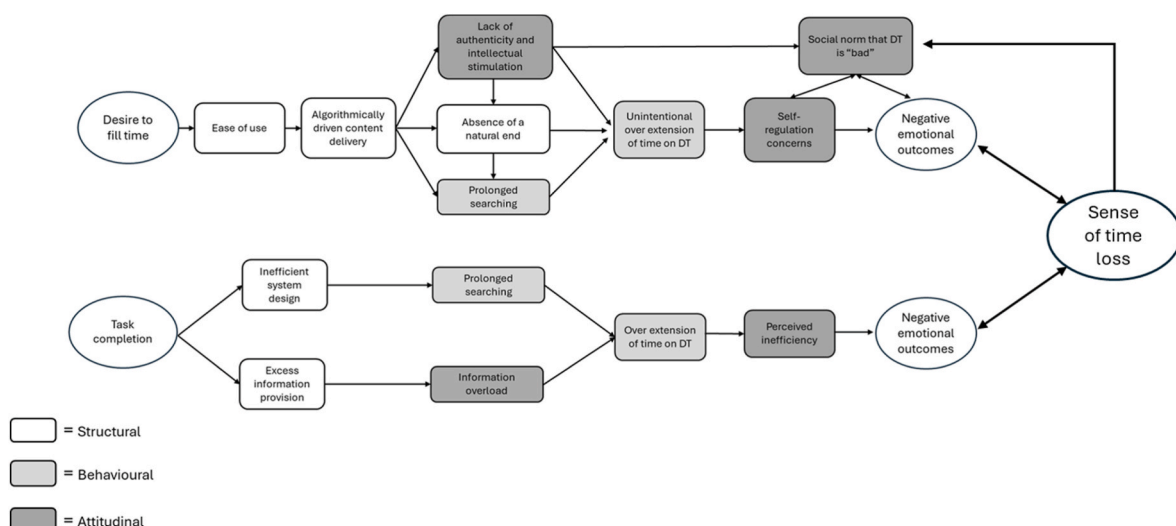 Lack of
authenticity and
intellectual
stimulation
Social norm that DT
is “bad”
Desire to
fill time
Ease of use
Algorithmically
driven content
delivery
Absence of a
natural end
Unintentional
over extension
of time on DT
Self-
regulation
concerns
Negative
emotional
outcomes
Prolonged
searching
Sense
of time
loss
Inefficient
system
design
Prolonged
searching
Task
completion
Over extension
of time on DT
Perceived
inefficiency
Negative
emotional
outcomes
Excess
information
provision
Information
overload
= Structural
= Behavioural
= Attitudinal